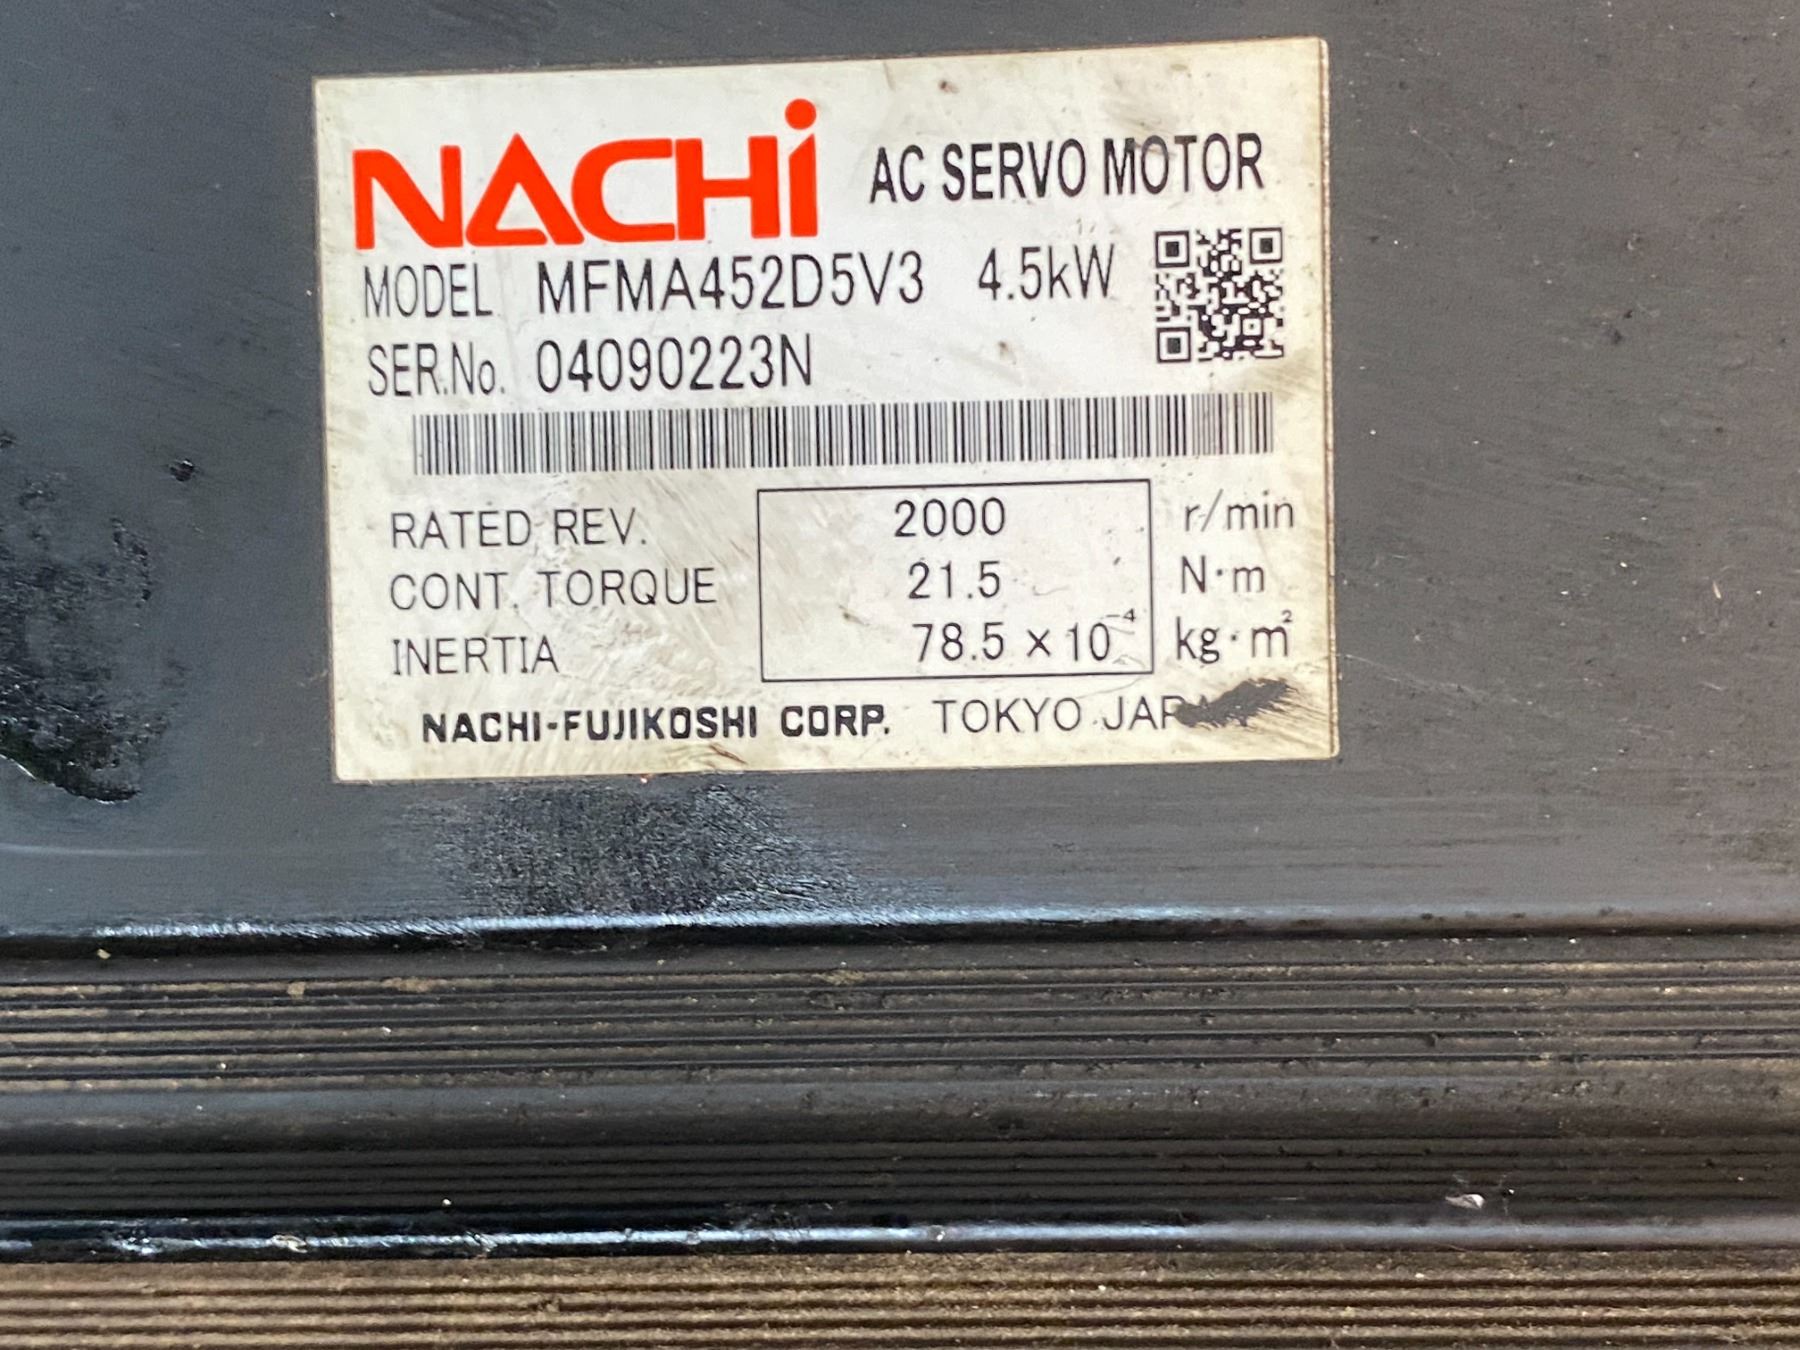 NACHi AC SERVO MOTOR
MODEL MFMA452D5V3 4.5kW
SER.No. 04090223N
RATED REV. 2000 r/min
CONT. TORQUE 21.5 N·m
INERTIA 78.5 × 10⁻⁴ kg·m²
NACHI-FUJIKOSHI CORP. TOKYO